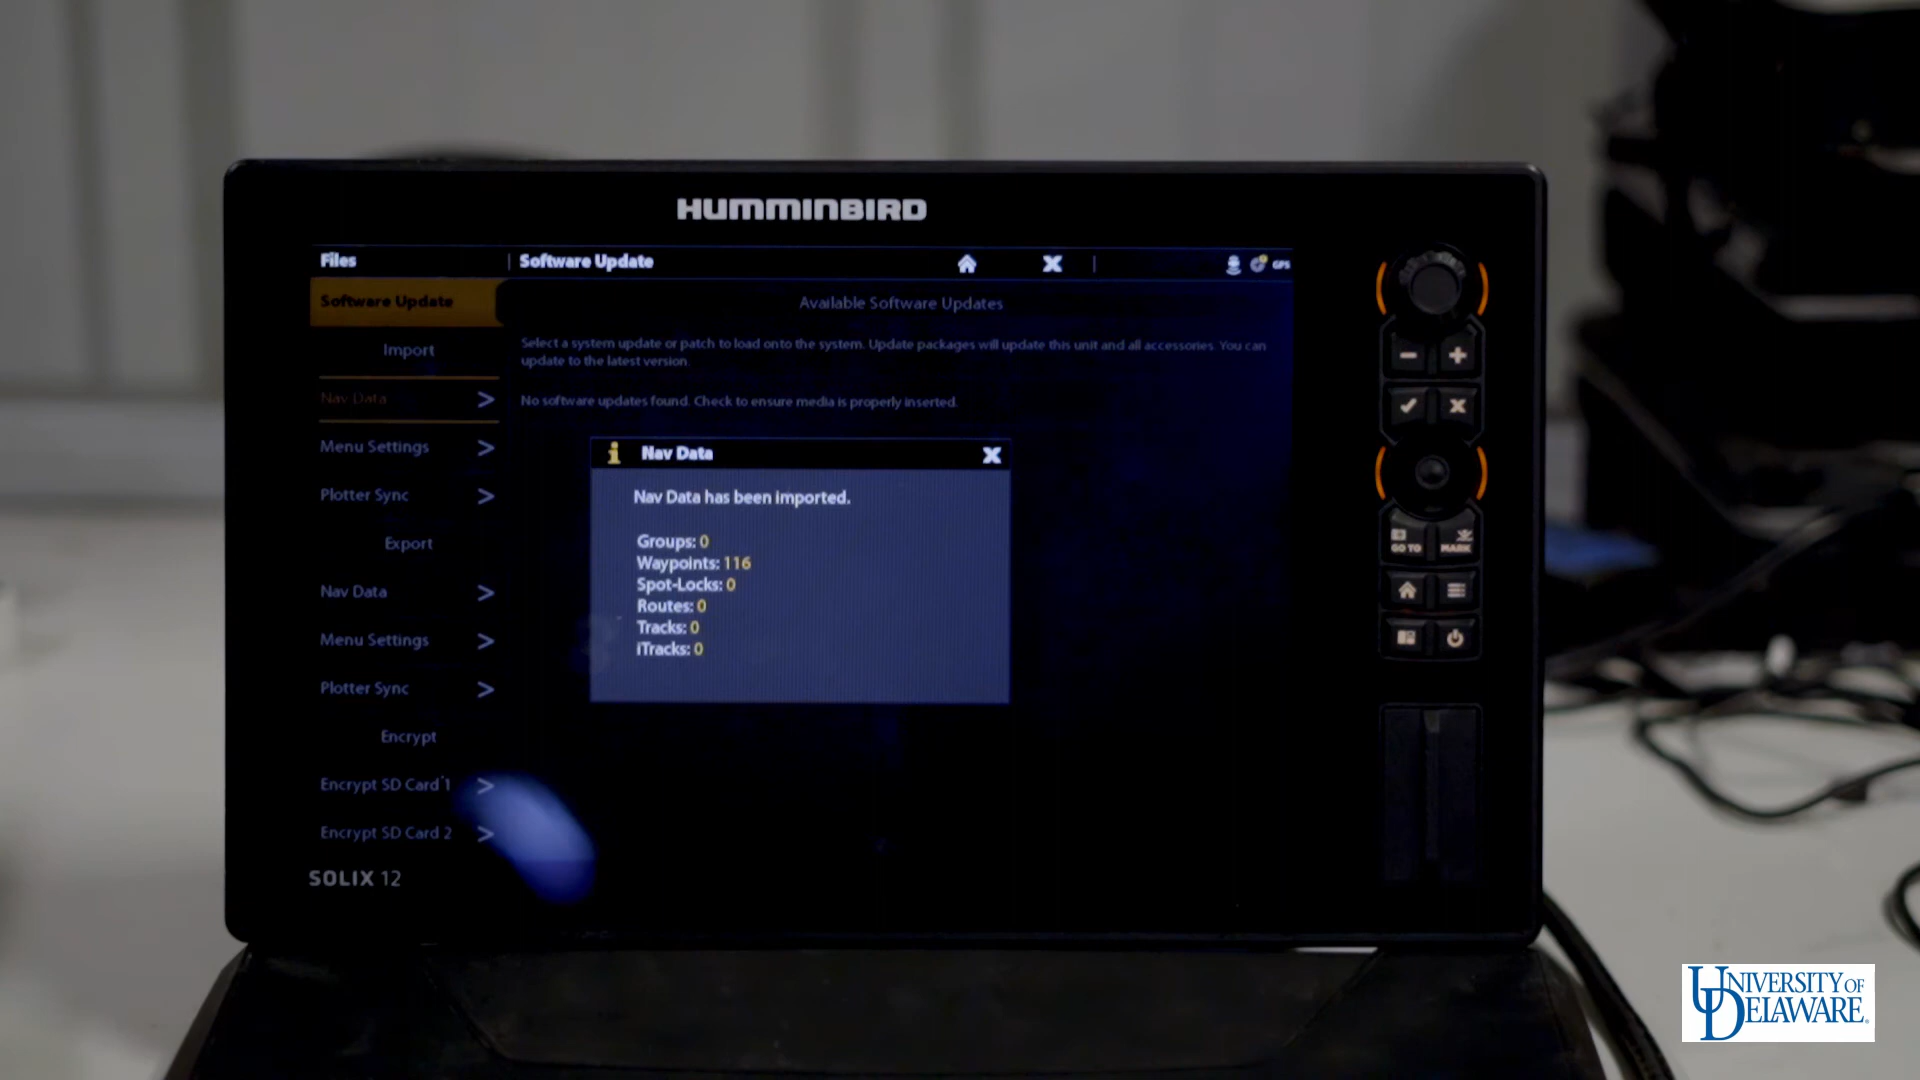 HUMMINBIRD
Files
Software Update
GPS
Software Update
Available Software Updates
Import
Select a system update or patch to load onto the system. Update packages will update this unit and all accessories. You can
update to the latest version.
Nav Data >
No software updates found. Check to ensure media is properly inserted.
Menu Settings >
Plotter Sync >
Export
Nav Data >
Menu Settings >
Plotter Sync >
Encrypt
Encrypt SD Card 1 >
Encrypt SD Card 2 >
i Nav Data
Nav Data has been imported.
Groups: 0
Waypoints: 116
Spot-Locks: 0
Routes: 0
Tracks: 0
iTracks: 0
GO TO
MARK
SOLIX 12
UNIVERSITY OF
DELAWARE